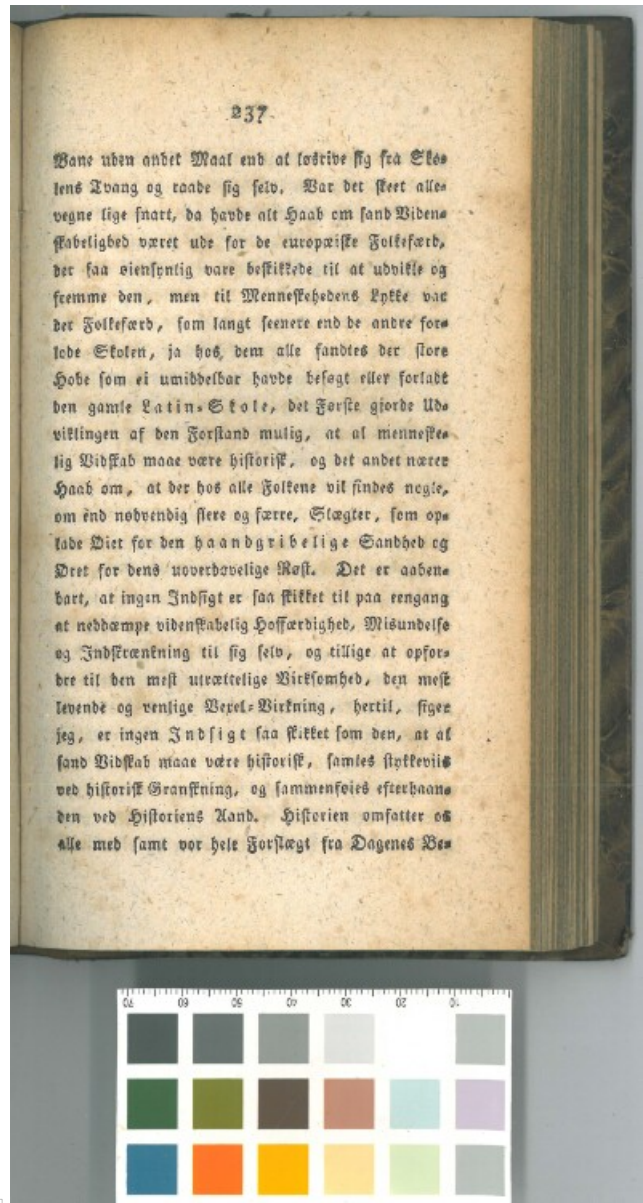 237
Vane uden andet Maal end at løsrive sig fra Sko-
lens Tvang og raade sig selv. Var det skeet alle-
vegne lige snart, da havde alt Haab om sand Viden-
skabelighed været ude for de europæiske Folkefærd,
der saa øiensynlig vare beskikkede til at udvikle og
fremme den, men til Menneskehedens Lykke var
der Folkefærd, som langt seenere end de andre for-
lode Skolen, ja hos dem alle fandtes der store
Hobe som ei umiddelbar havde besøgt eller forladt
den gamle Latin-Skole, det Første gjorde Ud-
viklingen af den Forstand mulig, at al menneske-
lig Vidskab maae være historisk, og det andet nærer
Haab om, at der hos alle Folkene vil findes nogle,
om end nødvendig flere og færre, Slægter, som op-
lade Øiet for den haandgribelige Sandhed og
Øret for dens uoverdøvelige Røst. Det er aaben-
bart, at ingen Indsigt er saa skikket til paa eengang
at neddæmpe videnskabelig Hoffærdighed, Misundelse
og Indskrænkning til sig selv, og tillige at opfor-
dre til den mest utrættelige Virksomhed, den mest
levende og venlige Vexel-Virkning, hertil, siger
jeg, er ingen Indsigt saa skikket som den, at al
sand Vidskab maae være historisk, samles stykkeviis
ved historisk Granskning, og sammenføies efterhaan-
den ved Historiens Aand. Historien omfatter os
alle med samt vor hele Forslægt fra Dagenes Be-
70 60 50 40 30 20 10